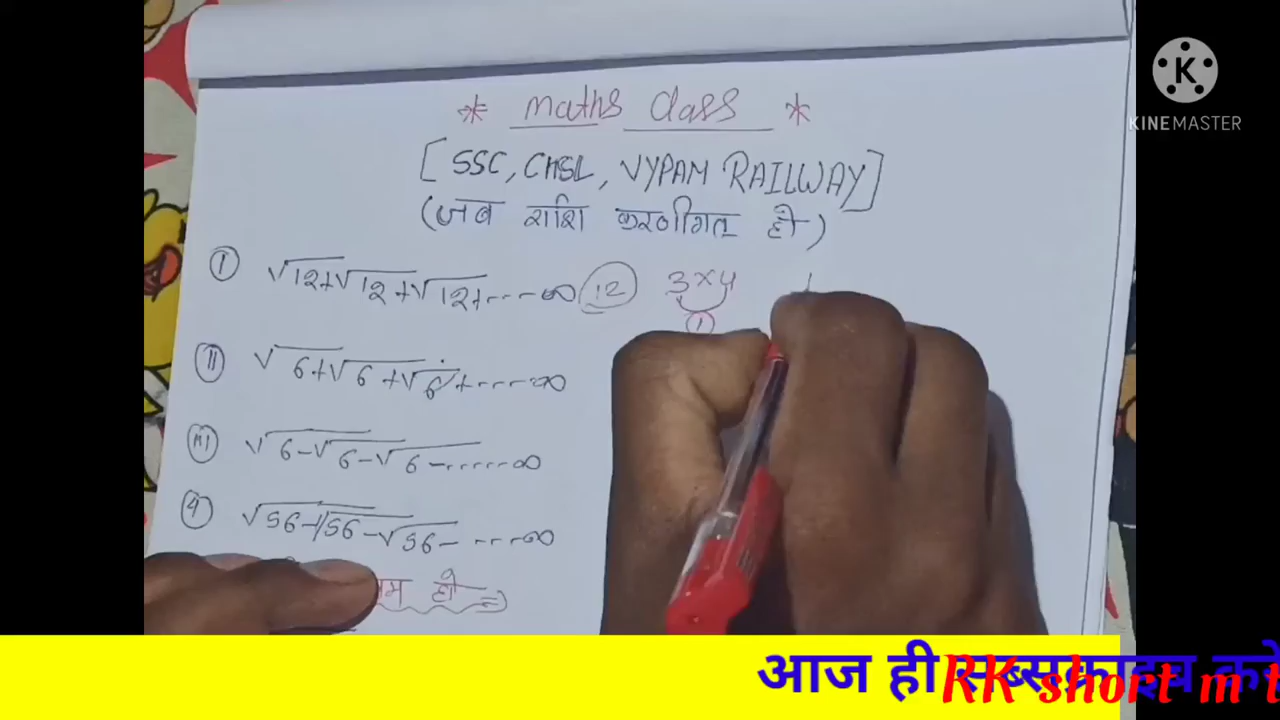 * maths class *
[SSC, CHSL, VYPAM RAILWAY]
(जब राशि करणीगत हो)
I √12+√12+√12+----∞ 12 3×4
1
II √6+√6+√6+----∞
III √6-√6-√6-......∞
4 √56-√56-√56-----∞
हो
K
KINEMASTER
आज ही सब्सक्राइब करे
RK short m t